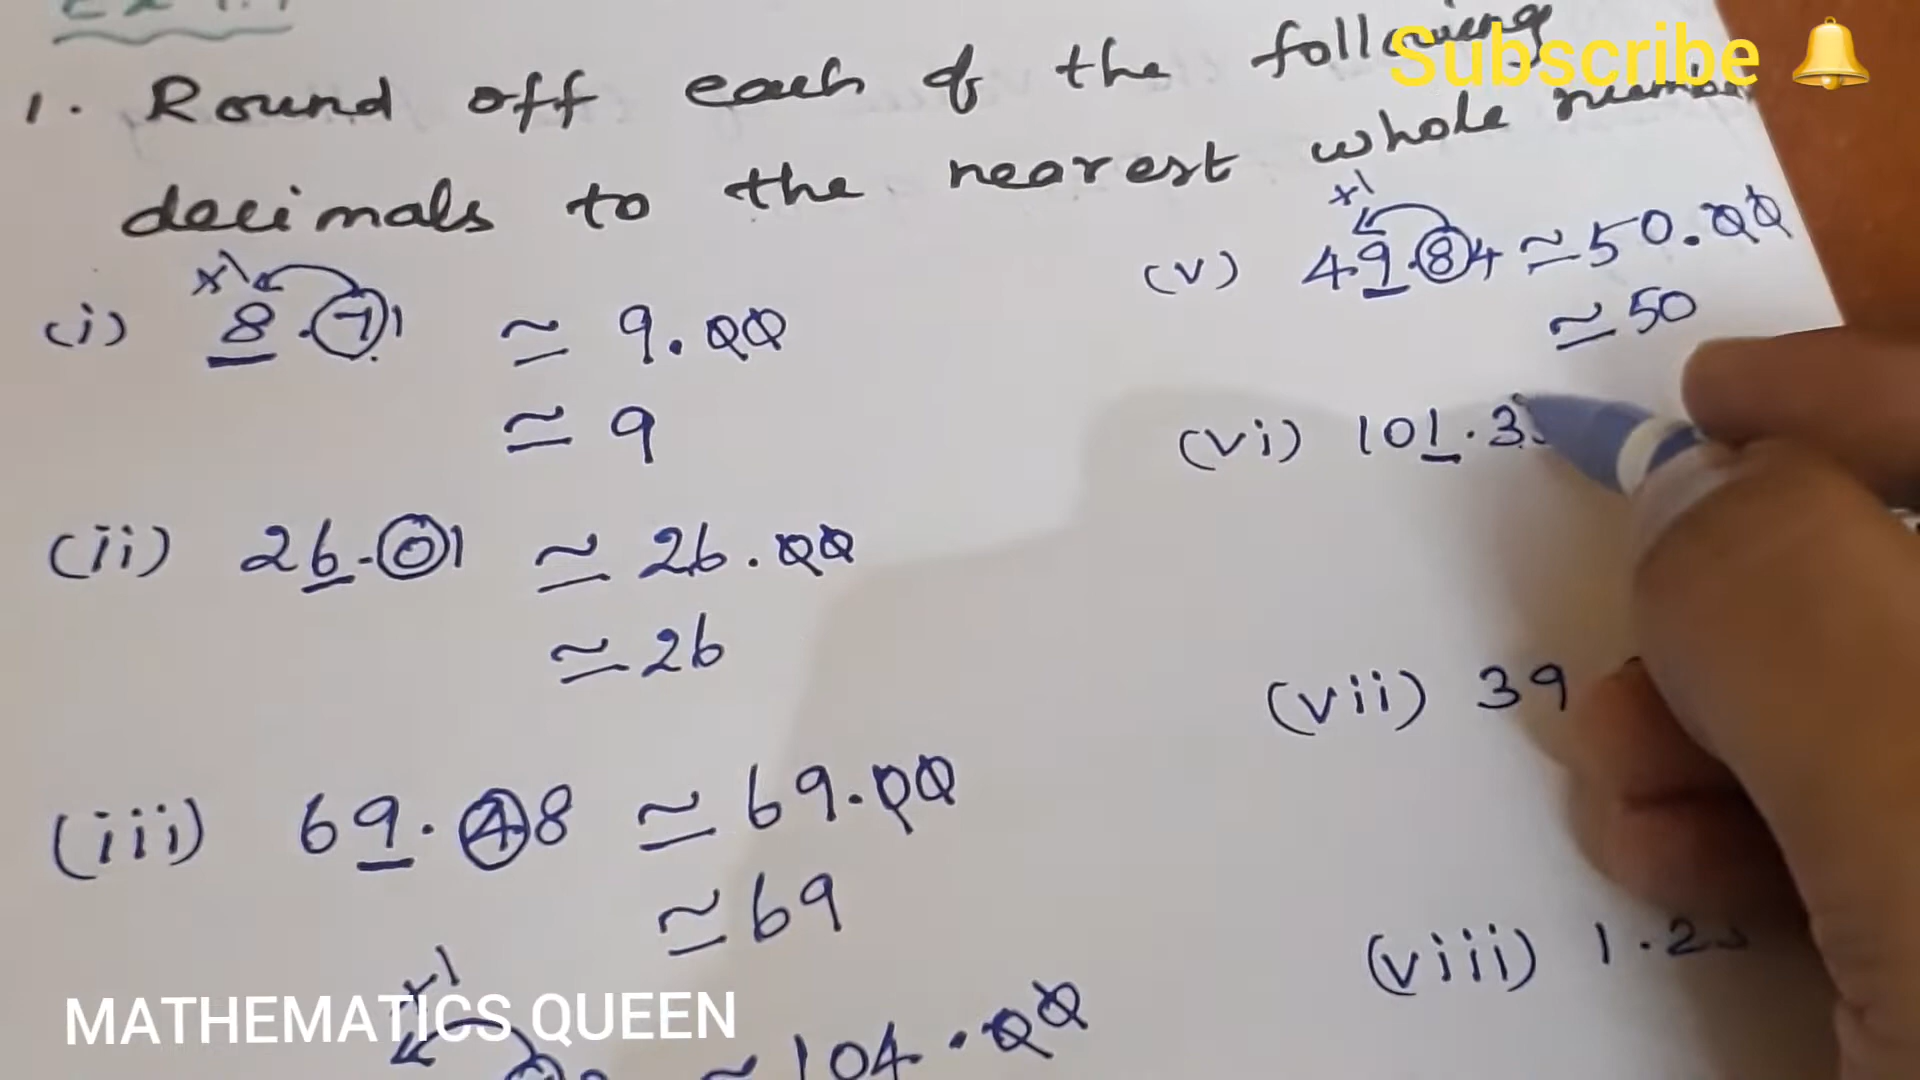 Subscribe
1. Round off each of the following
decimals to the nearest whole
(i) 8.71 ≃ 9.00
≃ 9
(ii) 26.01 ≃ 26.00
≃ 26
(iii) 69.48 ≃ 69.00
≃ 69
+1
≃ 104.00
+1
(v) 49.84 ≃ 50.00
≃ 50
(vi) 101.3
(vii) 39
(viii) 1.2
MATHEMATICS QUEEN